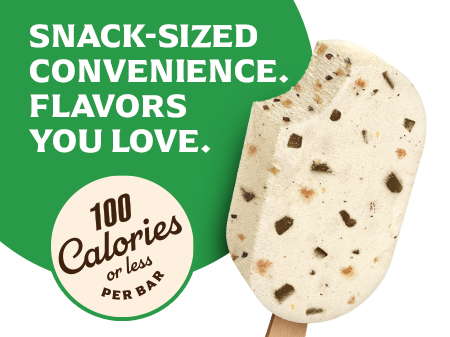 SNACK-SIZED
CONVENIENCE.
FLAVORS
YOU LOVE.
100
Calories
or less
PER BAR